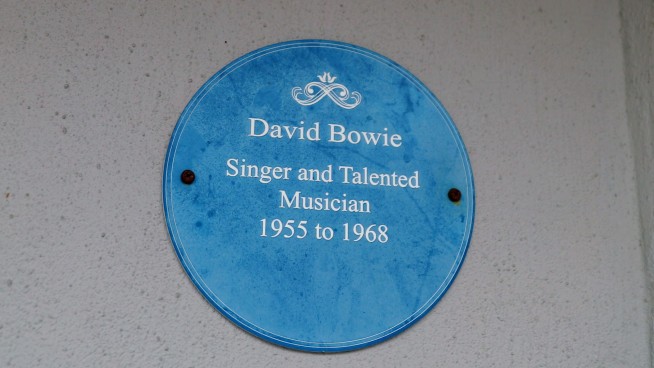 David Bowie
Singer and Talented
Musician
1955 to 1968